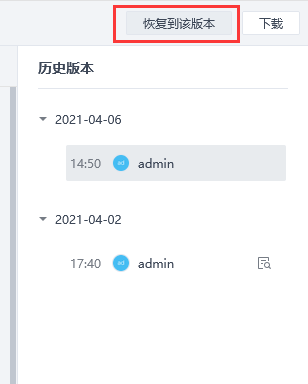 恢复到该版本 下载
历史版本
2021-04-06
14:50 ad admin
2021-04-02
17:40 ad admin